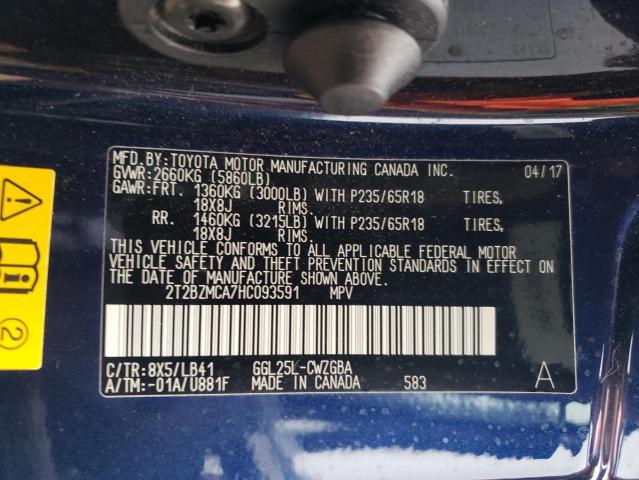 MFD.BY:TOYOTA MOTOR MANUFACTURING CANADA INC. 04/17
GVWR:2660KG (5860LB)
GAWR:FRT. 1360KG (3000LB) WITH P235/65R18 TIRES,
18X8J RIMS.
RR. 1460KG (3215LB) WITH P235/65R18 TIRES,
18X8J RIMS.
THIS VEHICLE CONFORMS TO ALL APPLICABLE FEDERAL MOTOR
VEHICLE SAFETY AND THEFT PREVENTION STANDARDS IN EFFECT ON
THE DATE OF MANUFACTURE SHOWN ABOVE.
2T2BZMCA7HC093591 MPV
C/TR:8X5/LB41 GGL25L-CWZGBA
A/TM:-01A/U881F MADE IN CANADA 583 A
2